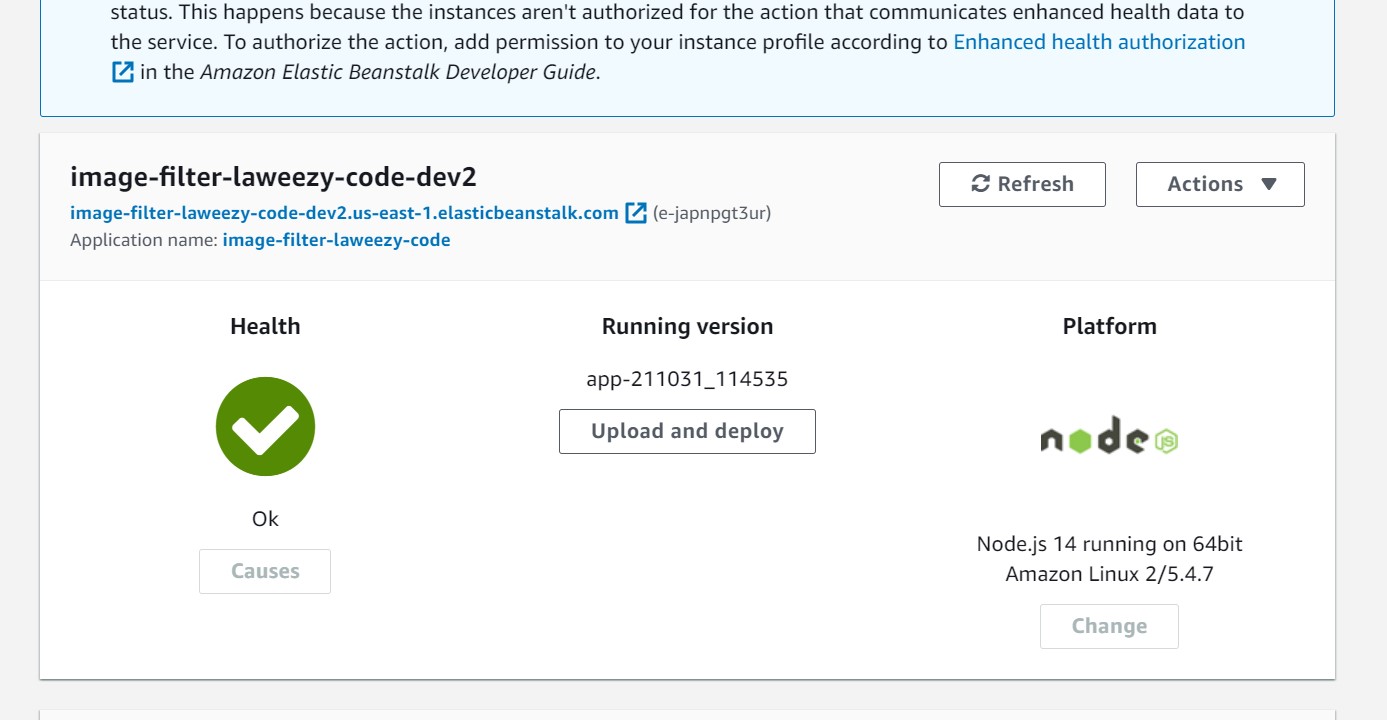 status. This happens because the instances aren't authorized for the action that communicates enhanced health data to
the service. To authorize the action, add permission to your instance profile according to Enhanced health authorization
in the Amazon Elastic Beanstalk Developer Guide.
image-filter-laweezy-code-dev2
image-filter-laweezy-code-dev2.us-east-1.elasticbeanstalk.com (e-japnpgt3ur)
Application name: image-filter-laweezy-code
Refresh
Actions
Health
Ok
Causes
Running version
app-211031_114535
Upload and deploy
Platform
node JS
Node.js 14 running on 64bit
Amazon Linux 2/5.4.7
Change